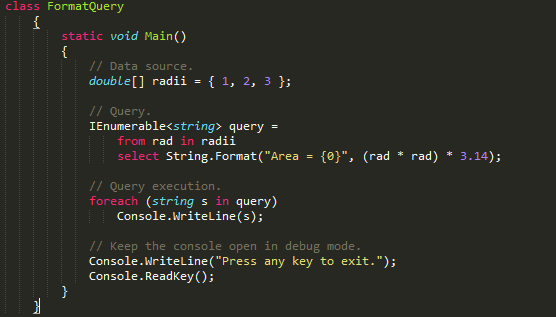 class FormatQuery
{
static void Main()
{
// Data source.
double[] radii = { 1, 2, 3 };
// Query.
IEnumerable<string> query =
from rad in radii
select String.Format("Area = {0}", (rad * rad) * 3.14);
// Query execution.
foreach (string s in query)
Console.WriteLine(s);
// Keep the console open in debug mode.
Console.WriteLine("Press any key to exit.");
Console.ReadKey();
}
}